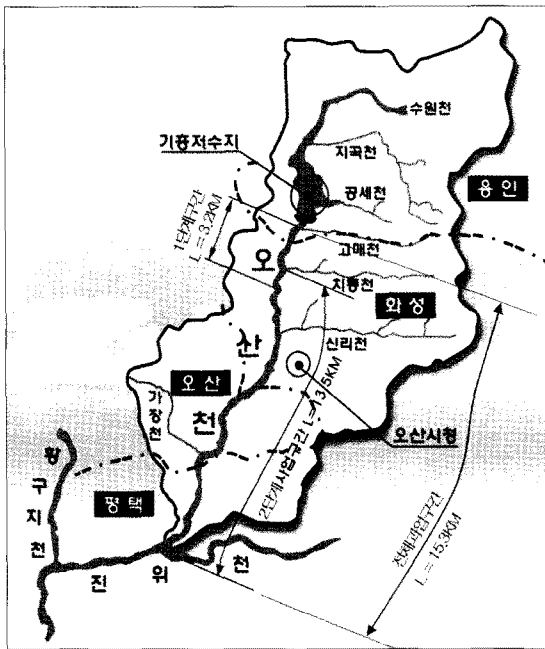 수원천
기흥저수지
지곡천
공세천
용인
1단계구간
L = 3.2KM
고매천
치동천
화성
오산천
신리천
오산
가장천
2단계사업구간 L=13.5KM
오산시청
황구지천
평택
전체과업구간
L = 15.3KM
진위천